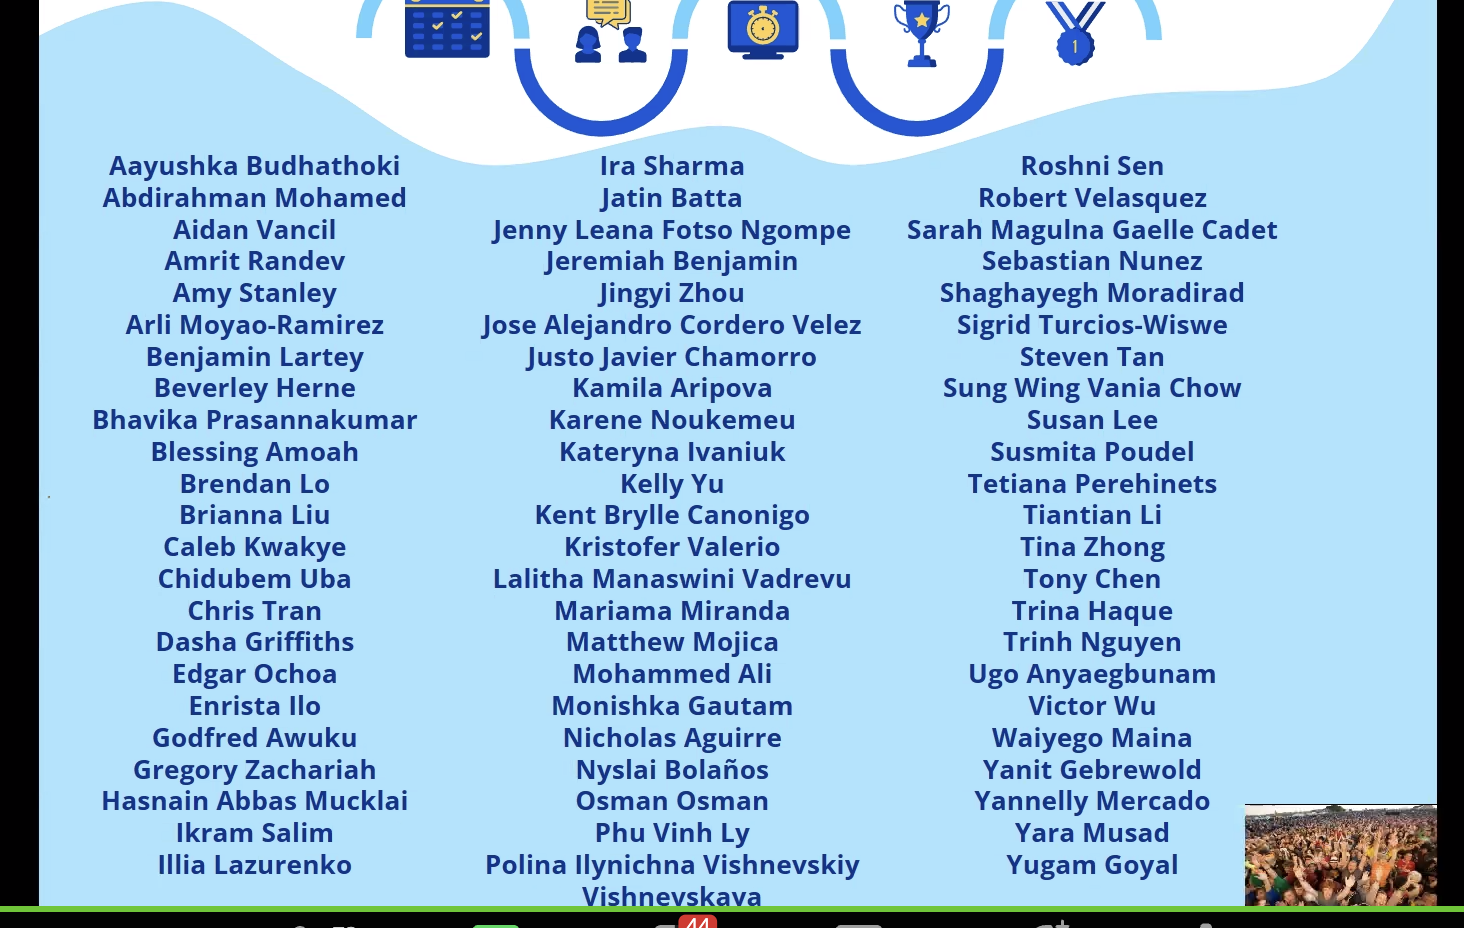 1
Aayushka Budhathoki
Abdirahman Mohamed
Aidan Vancil
Amrit Randev
Amy Stanley
Arli Moyao-Ramirez
Benjamin Lartey
Beverley Herne
Bhavika Prasannakumar
Blessing Amoah
Brendan Lo
Brianna Liu
Caleb Kwakye
Chidubem Uba
Chris Tran
Dasha Griffiths
Edgar Ochoa
Enrista Ilo
Godfred Awuku
Gregory Zachariah
Hasnain Abbas Mucklai
Ikram Salim
Illia Lazurenko
Ira Sharma
Jatin Batta
Jenny Leana Fotso Ngompe
Jeremiah Benjamin
Jingyi Zhou
Jose Alejandro Cordero Velez
Justo Javier Chamorro
Kamila Aripova
Karene Noukemeu
Kateryna Ivaniuk
Kelly Yu
Kent Brylle Canonigo
Kristofer Valerio
Lalitha Manaswini Vadrevu
Mariama Miranda
Matthew Mojica
Mohammed Ali
Monishka Gautam
Nicholas Aguirre
Nyslai Bolaños
Osman Osman
Phu Vinh Ly
Polina Ilynichna Vishnevskiy
Vishnevskaya
Roshni Sen
Robert Velasquez
Sarah Magulna Gaelle Cadet
Sebastian Nunez
Shaghayegh Moradirad
Sigrid Turcios-Wiswe
Steven Tan
Sung Wing Vania Chow
Susan Lee
Susmita Poudel
Tetiana Perehinets
Tiantian Li
Tina Zhong
Tony Chen
Trina Haque
Trinh Nguyen
Ugo Anyaegbunam
Victor Wu
Waiyego Maina
Yanit Gebrewold
Yannelly Mercado
Yara Musad
Yugam Goyal
44